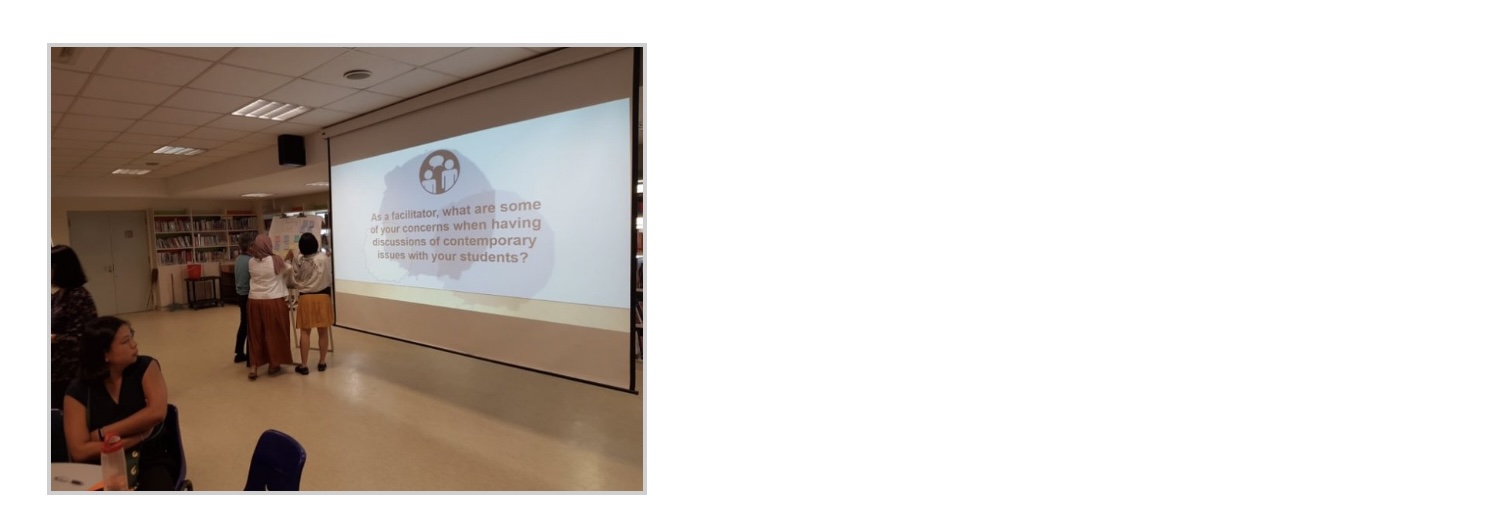 As a facilitator, what are some
of your concerns when having
discussions of contemporary
issues with your students?